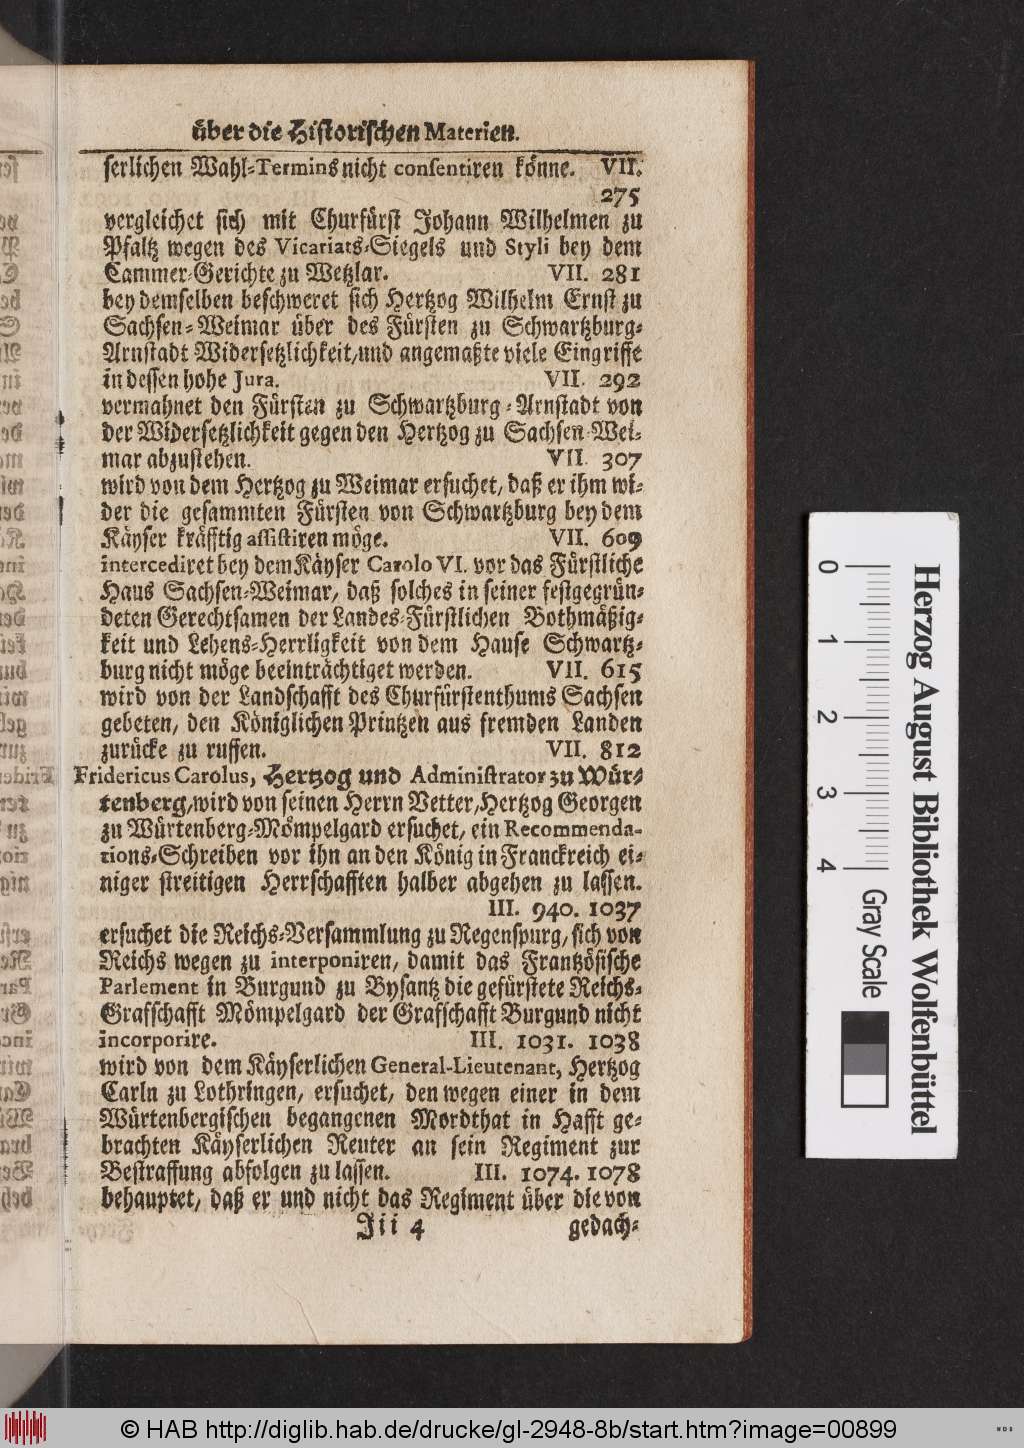 über die Historischen Materien.
serlichen Wahl-Termins nicht consentiren könne. VII.
275
vergleichet sich mit Churfürst Johann Wilhelmen zu
Pfaltz wegen des Vicariats-Siegels und Styli bey dem
Cammer-Gerichte zu Wetzlar. VII. 281
bey demselben beschweret sich Hertzog Wilhelm Ernst zu
Sachsen-Weimar über des Fürsten zu Schwartzburg-
Arnstadt Widersetzlichkeit, und angemaßte viele Eingriffe
in dessen hohe Jura. VII. 292
vermahnet den Fürsten zu Schwartzburg-Arnstadt von
der Widersetzlichkeit gegen den Hertzog zu Sachsen-Wei-
mar abzustehen. VII. 307
wird von dem Hertzog zu Weimar ersuchet, daß er ihm wi-
der die gesammten Fürsten von Schwartzburg bey dem
Käyser kräfftig assistiren möge. VII. 609
intercediret bey dem Käyser Carolo VI. vor das Fürstliche
Haus Sachsen-Weimar, daß solches in seiner festgegrün-
deten Gerechtsamen der Landes-Fürstlichen Bothmäßig-
keit und Lehens-Herrligkeit von dem Hause Schwartz-
burg nicht möge beeinträchtiget werden. VII. 615
wird von der Landschafft des Churfürstenthums Sachsen
gebeten, den Königlichen Printzen aus fremden Landen
zurücke zu ruffen. VII. 812
Fridericus Carolus, Hertzog und Administrator zu Wür-
tenberg, wird von seinen Herrn Vetter, Hertzog Georgen
zu Würtenberg-Mömpelgard ersuchet, ein Recommenda-
tions-Schreiben vor ihn an den König in Franckreich ei-
niger streitigen Herrschafften halber abgehen zu lassen.
III. 940. 1037
ersuchet die Reichs-Versammlung zu Regenspurg, sich von
Reichs wegen zu interponiren, damit das Frantzösische
Parlement in Burgund zu Bysantz die gefürstete Reichs-
Grafschafft Mömpelgard der Grafschafft Burgund nicht
incorporire. III. 1031. 1038
wird von dem Käyserlichen General-Lieutenant, Hertzog
Carln zu Lothringen, ersuchet, den wegen einer in dem
Würtenbergischen begangenen Mordthat in Hafft ge-
brachten Käyserlichen Reuter an sein Regiment zur
Bestraffung abfolgen zu lassen. III. 1074. 1078
behauptet, daß er und nicht das Regiment über die von
Jii 4 gedach-
Herzog August Bibliothek Wolfenbüttel
0 1 2 3 4
Gray Scale
© HAB http://diglib.hab.de/drucke/gl-2948-8b/start.htm?image=00899